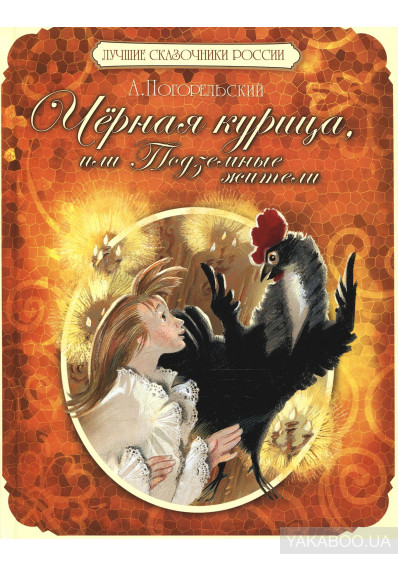 ЛУЧШИЕ СКАЗОЧНИКИ РОССИИ
А. ПОГОРЕЛЬСКИЙ
Чёрная курица,
или Подземные
жители
YAKABOO.UA